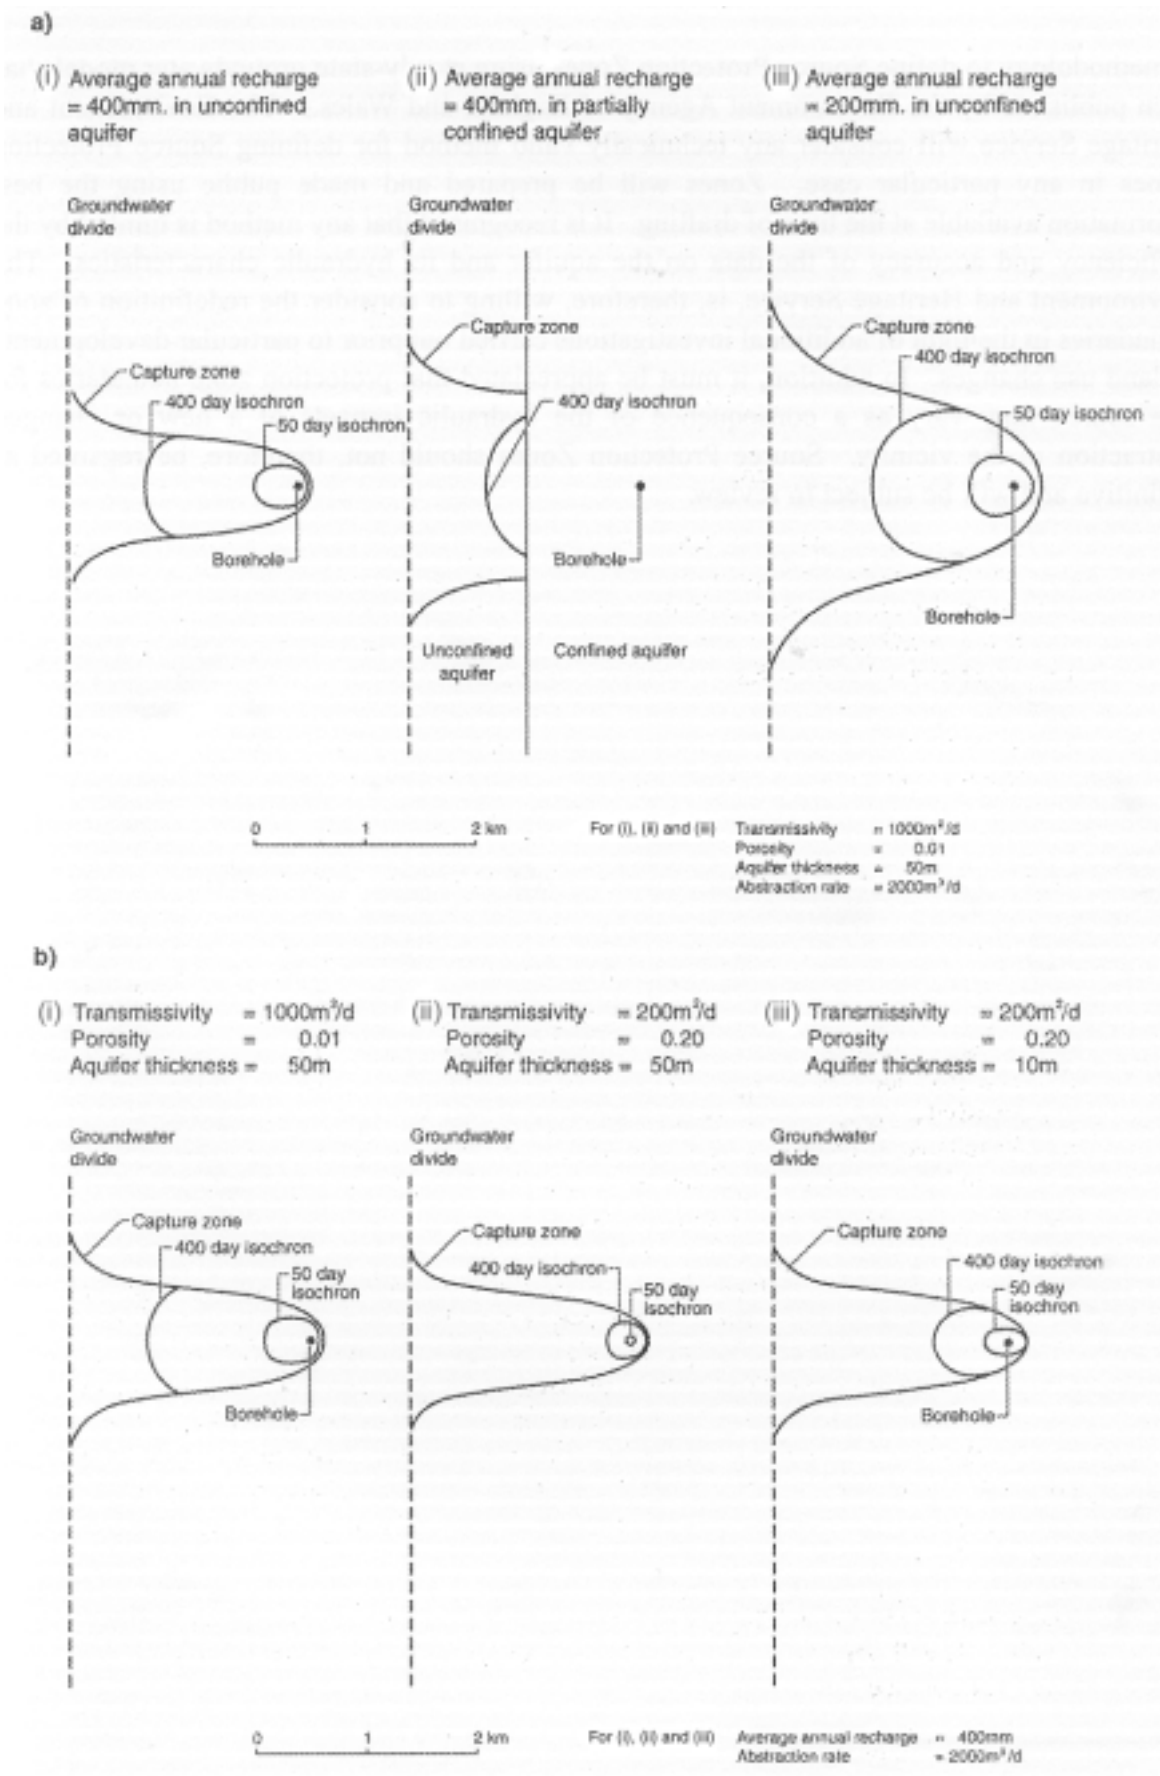 a)
(i) Average annual recharge
= 400mm. in unconfined
aquifer
(ii) Average annual recharge
= 400mm. in partially
confined aquifer
(iii) Average annual recharge
= 200mm. in unconfined
aquifer
Groundwater
divide
Capture zone
400 day isochron
50 day isochron
Borehole
Groundwater
divide
Capture zone
400 day isochron
Borehole
Unconfined
aquifer
Confined aquifer
Groundwater
divide
Capture zone
400 day isochron
50 day isochron
Borehole
0 1 2 km
For (i), (ii) and (iii)
Transmissivity = 1000m²/d
Porosity = 0.01
Aquifer thickness = 50m
Abstraction rate = 2000m³/d
b)
(i) Transmissivity = 1000m²/d
Porosity = 0.01
Aquifer thickness = 50m
(ii) Transmissivity = 200m²/d
Porosity = 0.20
Aquifer thickness = 50m
(iii) Transmissivity = 200m²/d
Porosity = 0.20
Aquifer thickness = 10m
Groundwater
divide
Capture zone
400 day isochron
50 day
isochron
Borehole
Groundwater
divide
Capture zone
400 day isochron
50 day
isochron
Groundwater
divide
Capture zone
400 day isochron
50 day
isochron
Borehole
0 1 2 km
For (i), (ii) and (iii)
Average annual recharge = 400mm
Abstraction rate = 2000m³/d